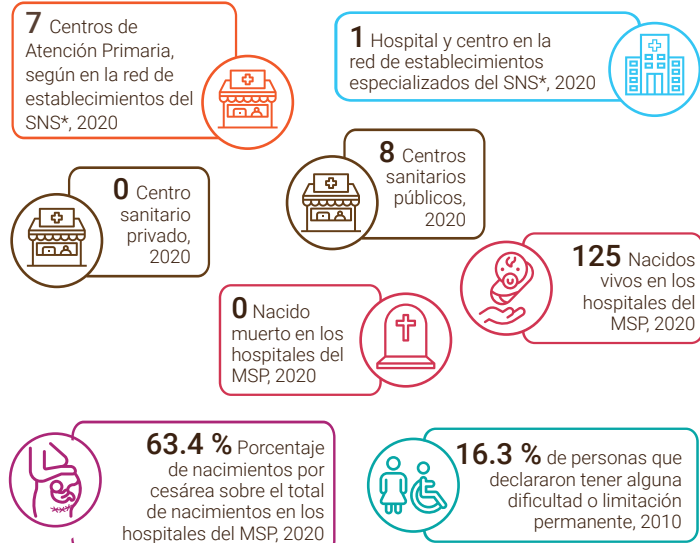 7 Centros de
Atención Primaria,
según en la red de
establecimientos del
SNS*, 2020
1 Hospital y centro en la
red de establecimientos
especializados del SNS*, 2020
0 Centro
sanitario
privado,
2020
8 Centros
sanitarios
públicos,
2020
125 Nacidos
vivos en los
hospitales del
MSP, 2020
0 Nacido
muerto en los
hospitales del
MSP, 2020
63.4 % Porcentaje
de nacimientos por
cesárea sobre el total
de nacimientos en los
hospitales del MSP, 2020
16.3 % de personas que
declararon tener alguna
dificultad o limitación
permanente, 2010